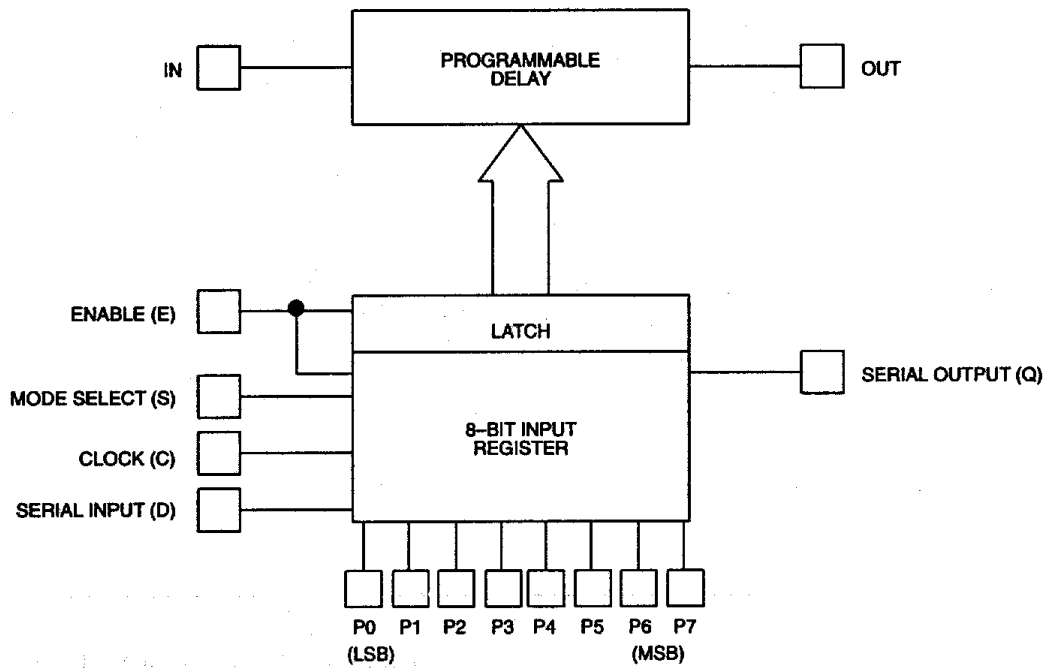 PROGRAMMABLE
DELAY
IN
OUT
ENABLE (E)
LATCH
MODE SELECT (S)
SERIAL OUTPUT (Q)
8–BIT INPUT
REGISTER
CLOCK (C)
SERIAL INPUT (D)
P0 P1 P2 P3 P4 P5 P6 P7
(LSB) (MSB)